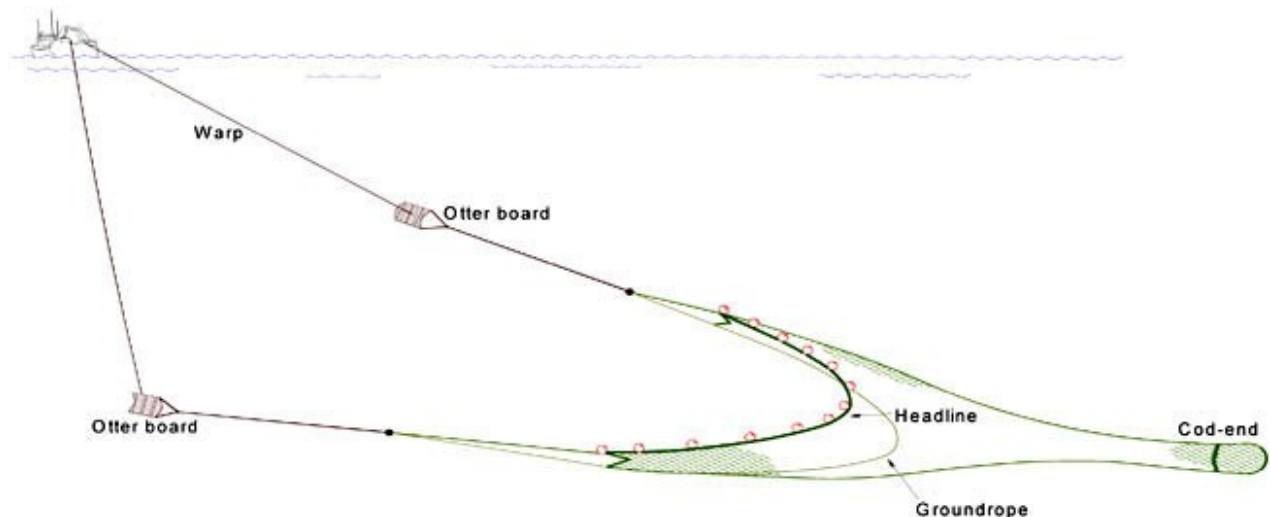 Warp
Otter board
Otter board
Headline
Cod-end
Groundrope